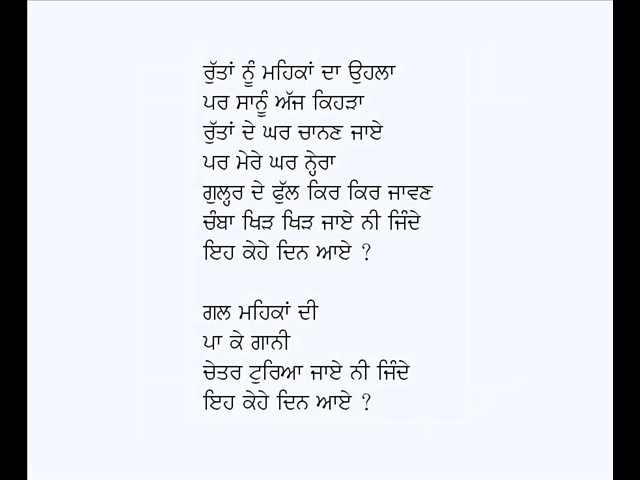 ਰੁੱਤਾਂ ਨੂੰ ਮਹਿਕਾਂ ਦਾ ਉਹਲਾ
ਪਰ ਸਾਨੂੰ ਅੱਜ ਕਿਹੜਾ
ਰੁੱਤਾਂ ਦੇ ਘਰ ਚਾਨਣ ਜਾਏ
ਪਰ ਮੇਰੇ ਘਰ ਨ੍ਹੇਰਾ
ਗੁਲ੍ਹਰ ਦੇ ਫੁੱਲ ਕਿਰ ਕਿਰ ਜਾਵਣ
ਚੰਬਾ ਖਿੜ ਖਿੜ ਜਾਏ ਨੀ ਜਿੰਦੇ
ਇਹ ਕੇਹੇ ਦਿਨ ਆਏ ?
ਗਲ ਮਹਿਕਾਂ ਦੀ
ਪਾ ਕੇ ਗਾਨੀ
ਚੇਤਰ ਟੁਰਿਆ ਜਾਏ ਨੀ ਜਿੰਦੇ
ਇਹ ਕੇਹੇ ਦਿਨ ਆਏ ?